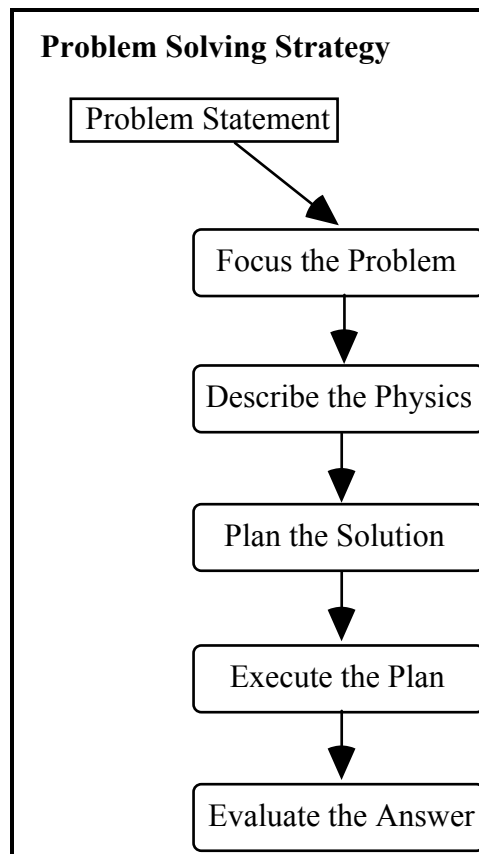 Problem Solving Strategy
Problem Statement
Focus the Problem
Describe the Physics
Plan the Solution
Execute the Plan
Evaluate the Answer